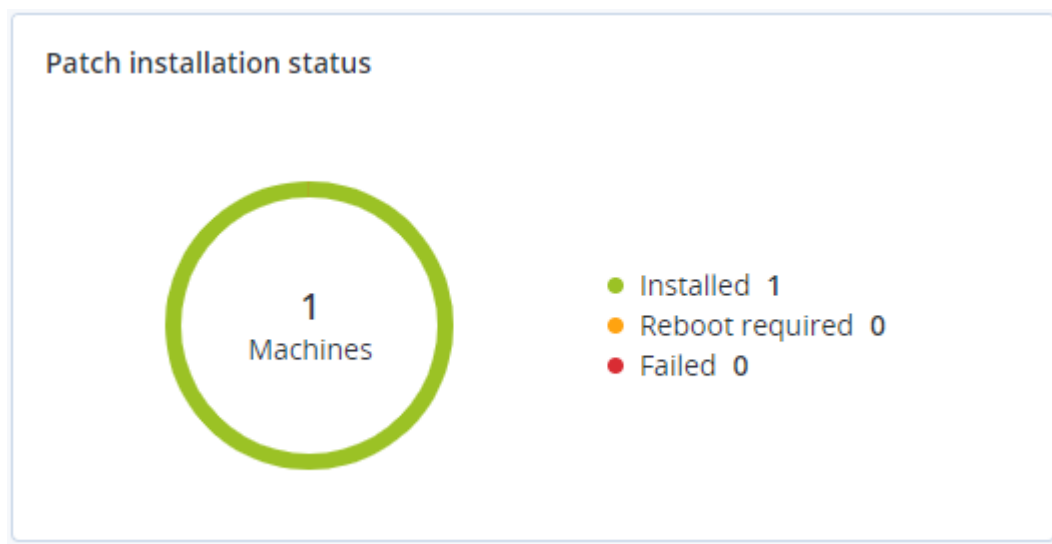 Patch installation status
1
Machines
Installed 1
Reboot required 0
Failed 0